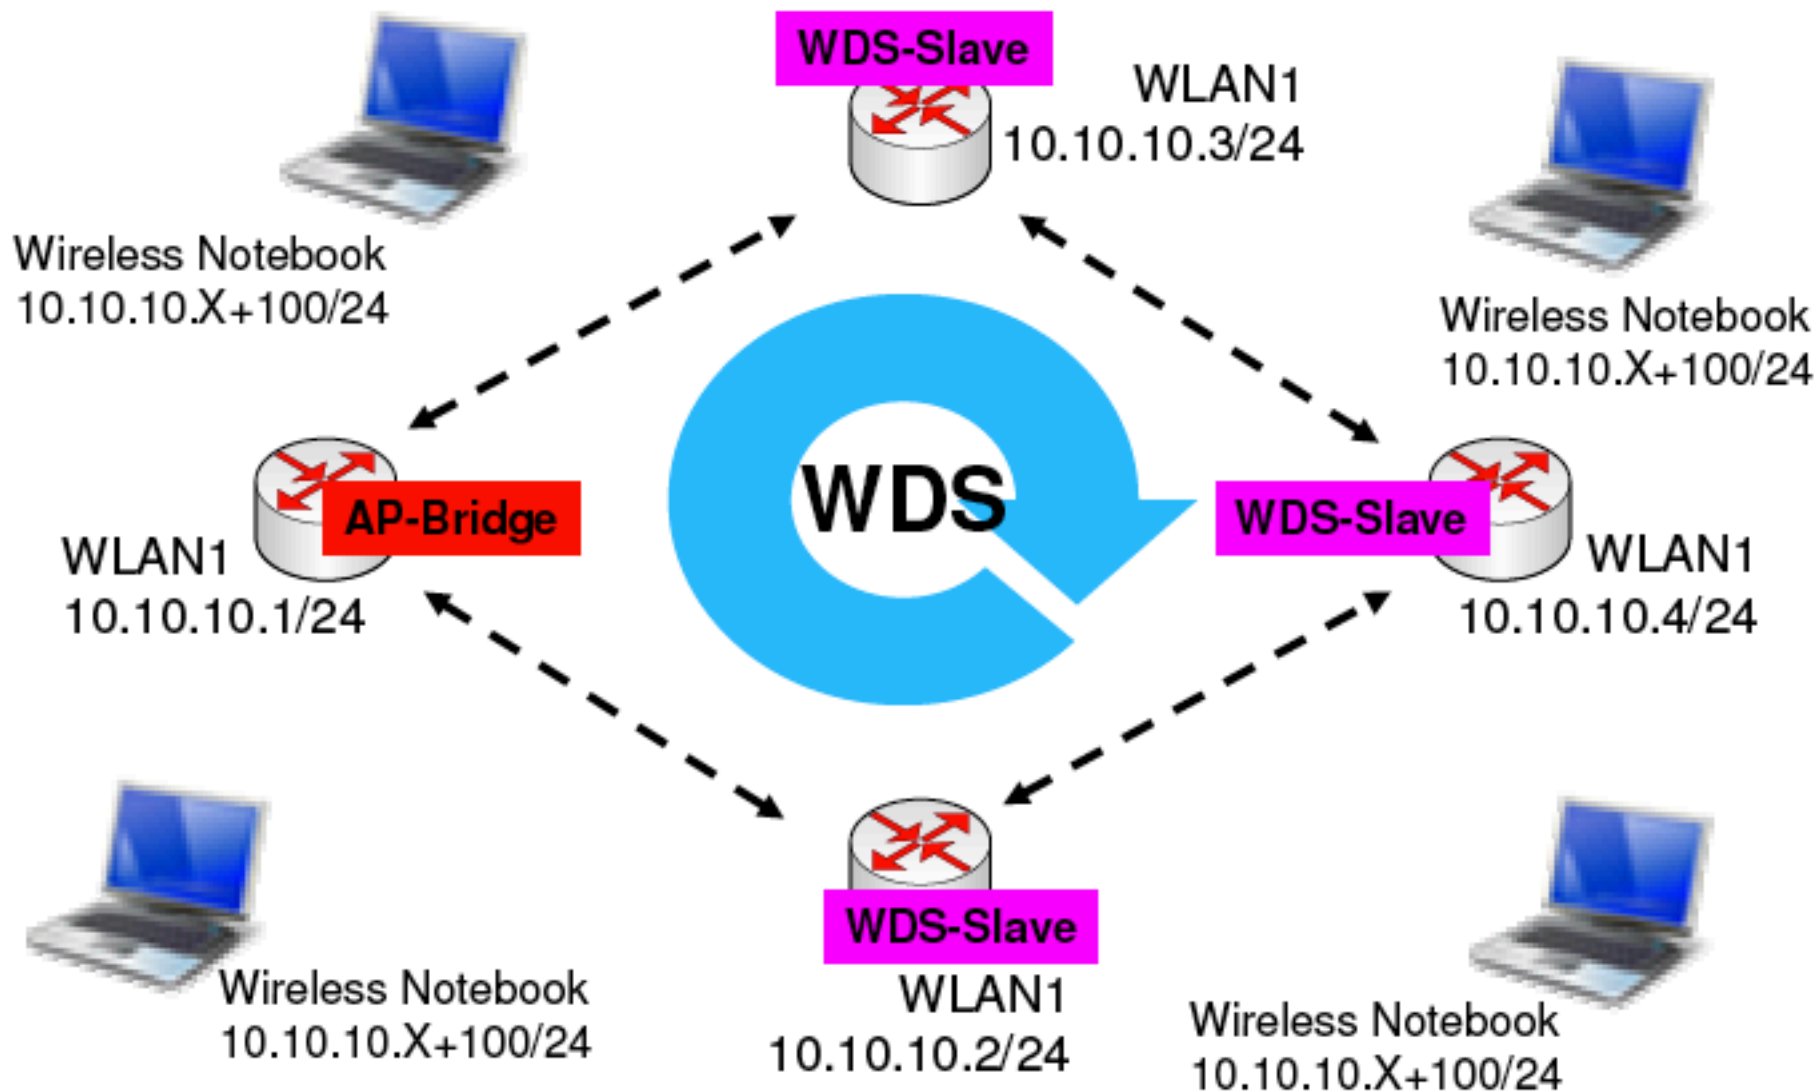 WDS-Slave
WLAN1
10.10.10.3/24
Wireless Notebook
10.10.10.X+100/24
Wireless Notebook
10.10.10.X+100/24
AP-Bridge
WLAN1
10.10.10.1/24
WDS
WDS-Slave
WLAN1
10.10.10.4/24
WDS-Slave
WLAN1
10.10.10.2/24
Wireless Notebook
10.10.10.X+100/24
Wireless Notebook
10.10.10.X+100/24